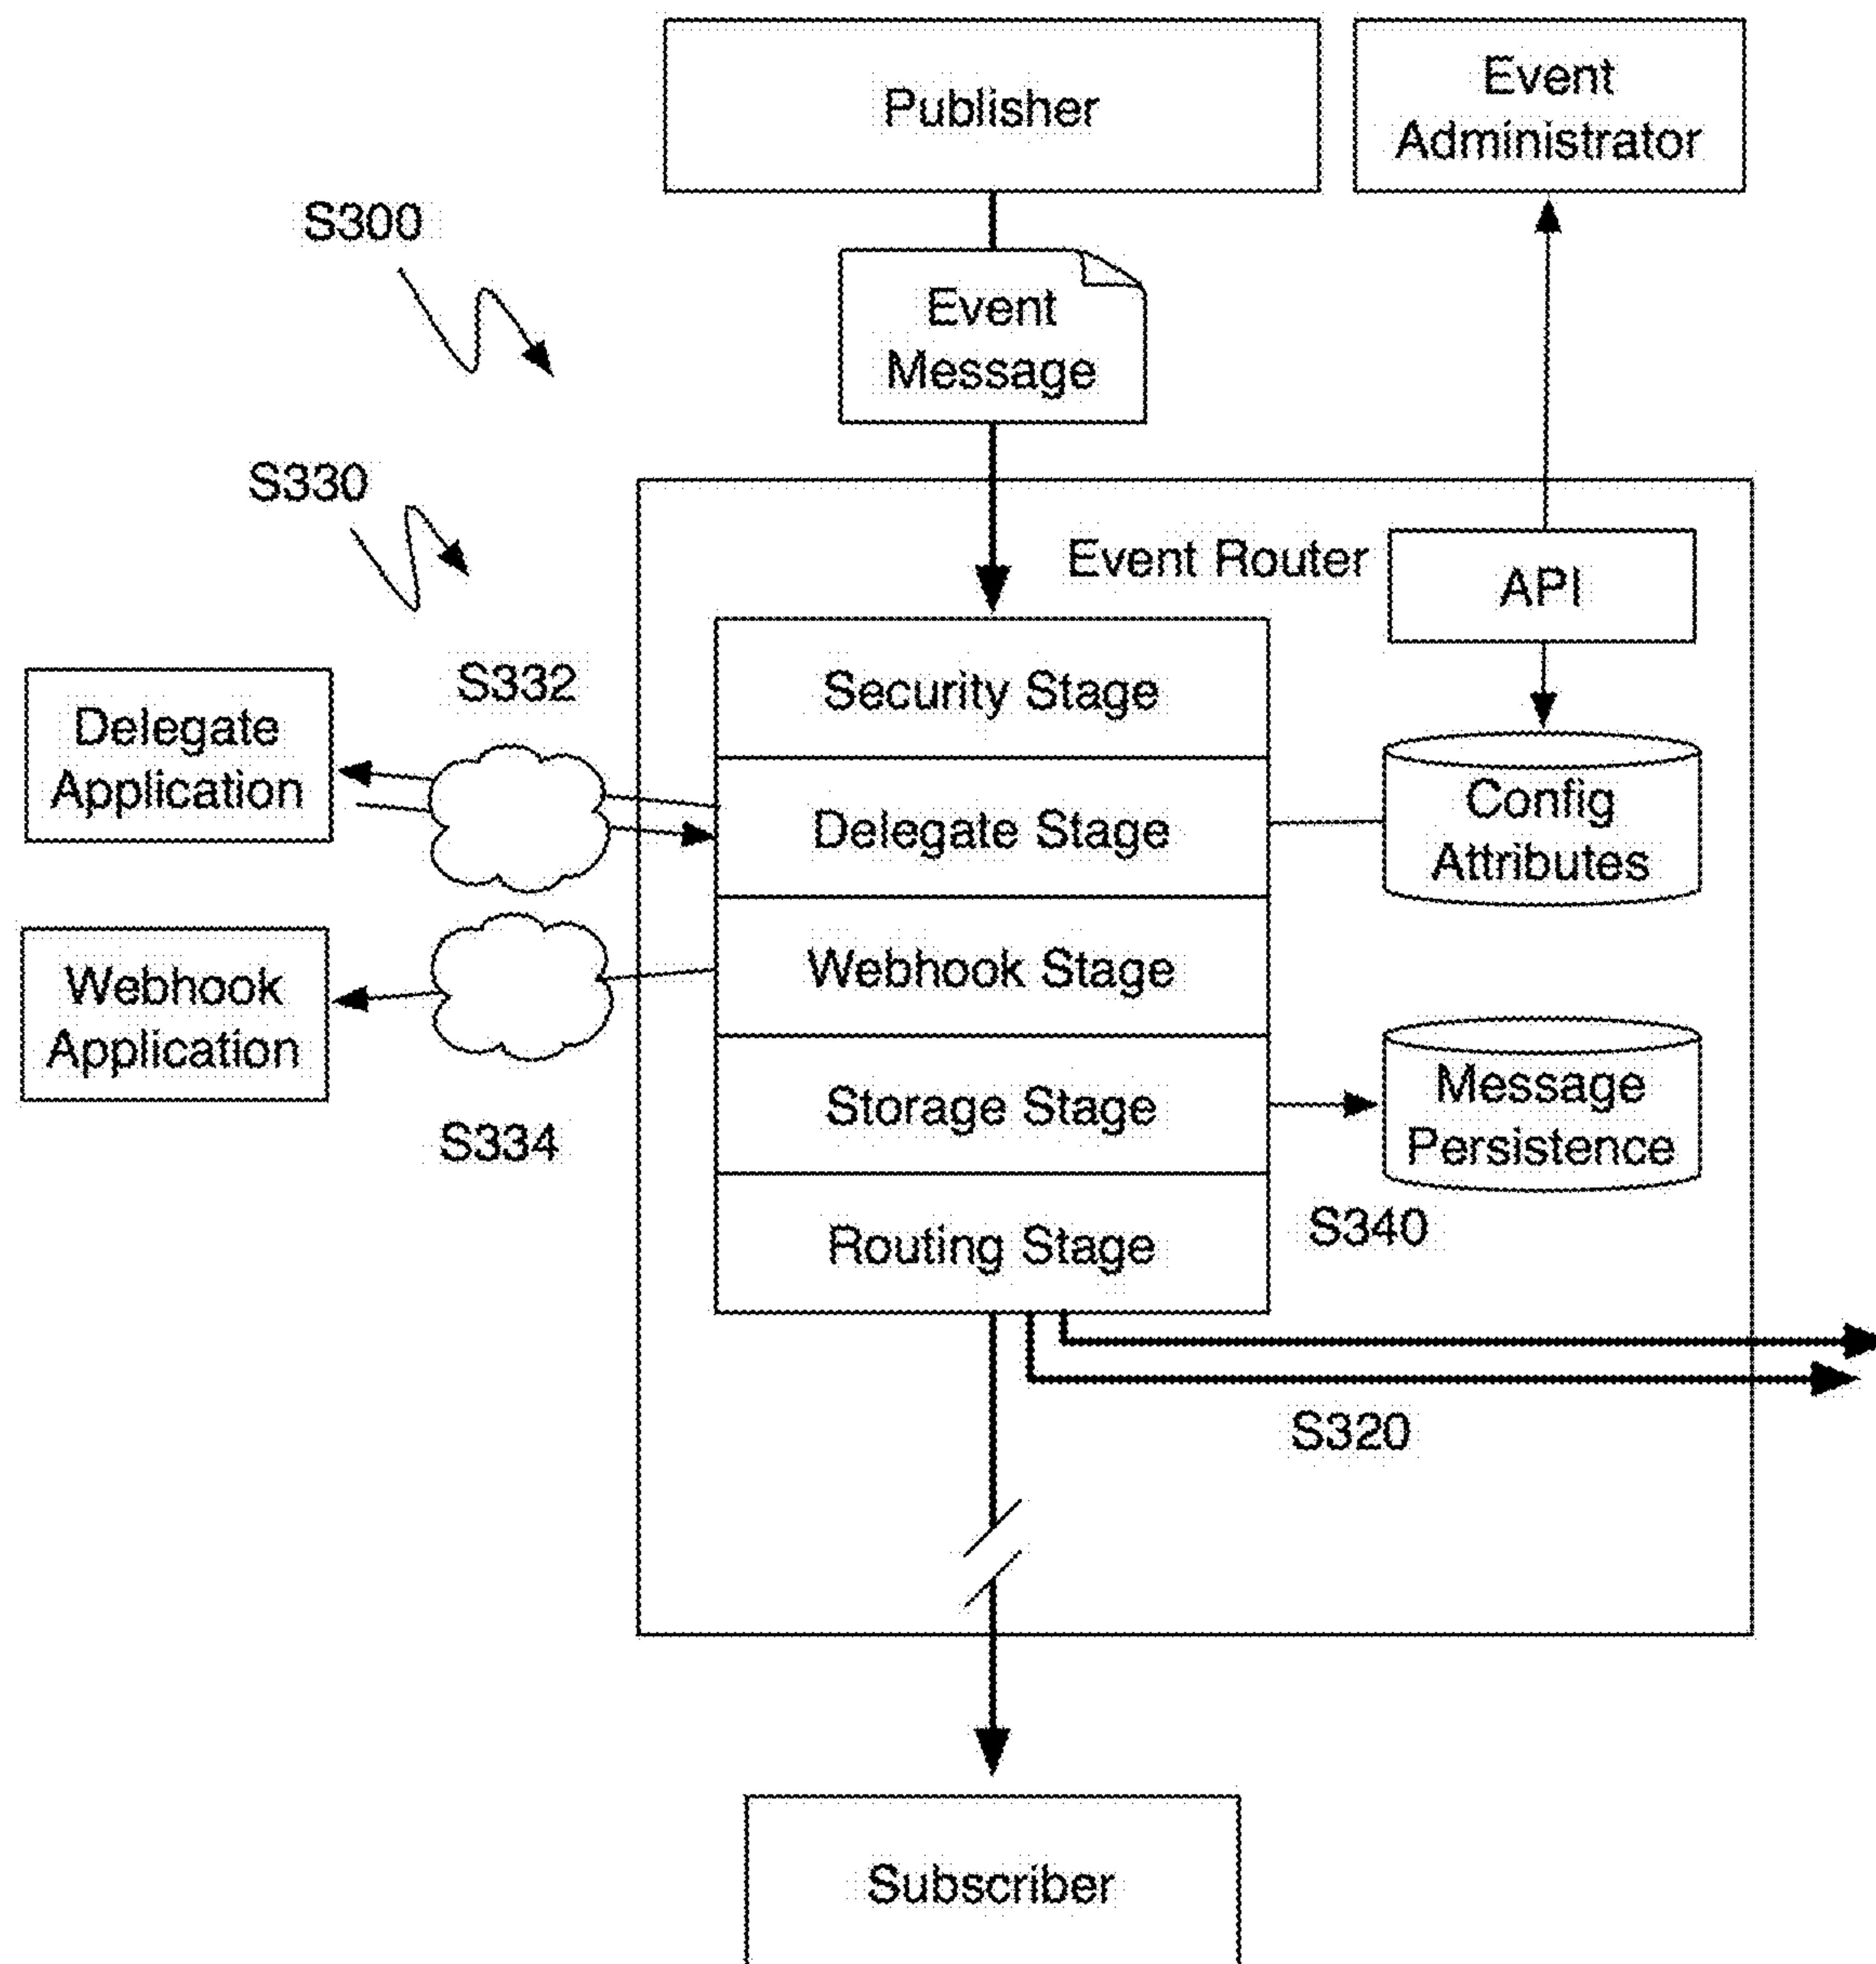 Publisher
Event
Administrator
S300
Event
Message
S330
Event Router
API
Security Stage
S332
Delegate
Application
Delegate Stage
Config
Attributes
Webhook Stage
Webhook
Application
Storage Stage
Message
Persistence
S334
Routing Stage
S340
S320
Subscriber